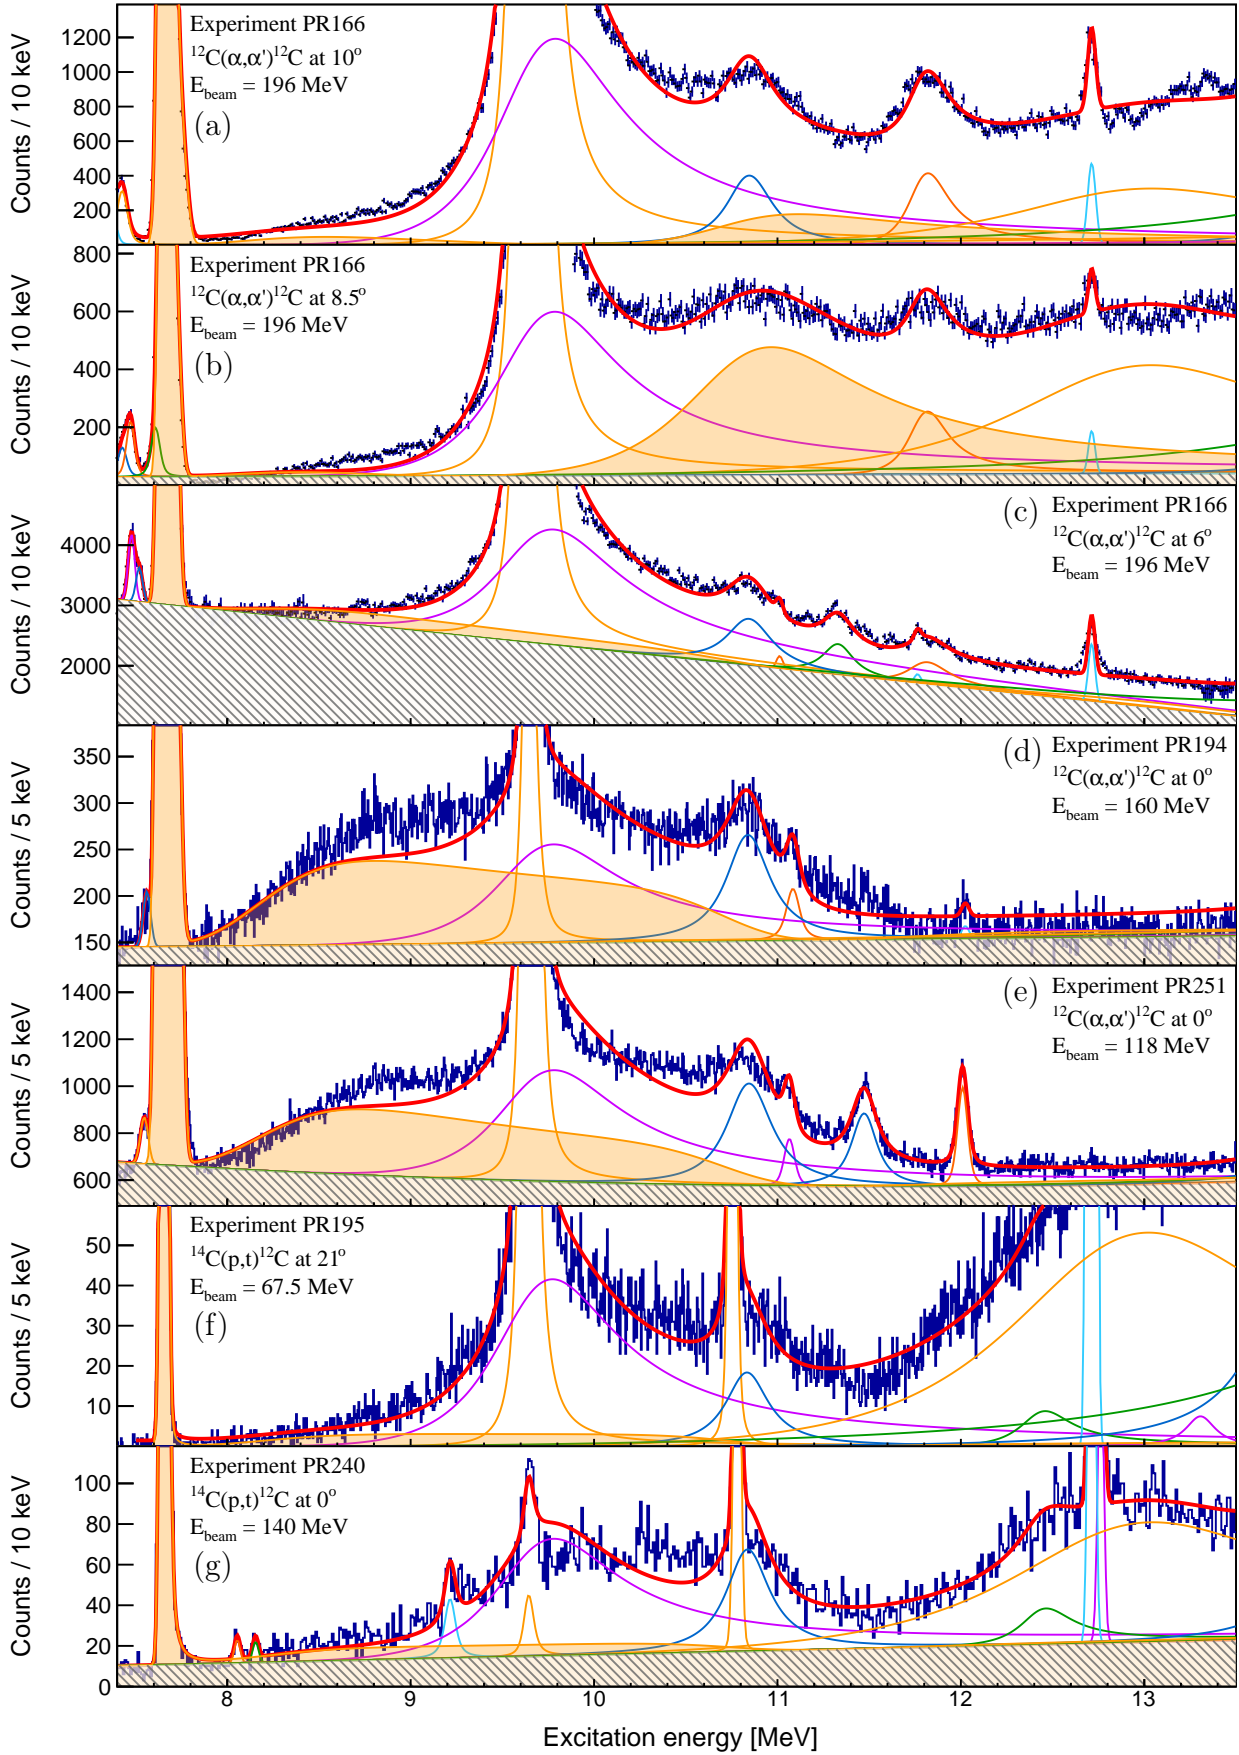 Experiment PR166
¹²C(α,α')¹²C at 10°
E_beam = 196 MeV
(a)
Counts / 10 keV
1200
1000
800
600
400
200
Experiment PR166
¹²C(α,α')¹²C at 8.5°
E_beam = 196 MeV
(b)
Counts / 10 keV
800
600
400
200
(c) Experiment PR166
¹²C(α,α')¹²C at 6°
E_beam = 196 MeV
Counts / 10 keV
4000
3000
2000
(d) Experiment PR194
¹²C(α,α')¹²C at 0°
E_beam = 160 MeV
Counts / 5 keV
350
300
250
200
150
(e) Experiment PR251
¹²C(α,α')¹²C at 0°
E_beam = 118 MeV
Counts / 5 keV
1400
1200
1000
800
600
Experiment PR195
¹⁴C(p,t)¹²C at 21°
E_beam = 67.5 MeV
(f)
Counts / 5 keV
50
40
30
20
10
Experiment PR240
¹⁴C(p,t)¹²C at 0°
E_beam = 140 MeV
(g)
Counts / 10 keV
100
80
60
40
20
0
8 9 10 11 12 13
Excitation energy [MeV]